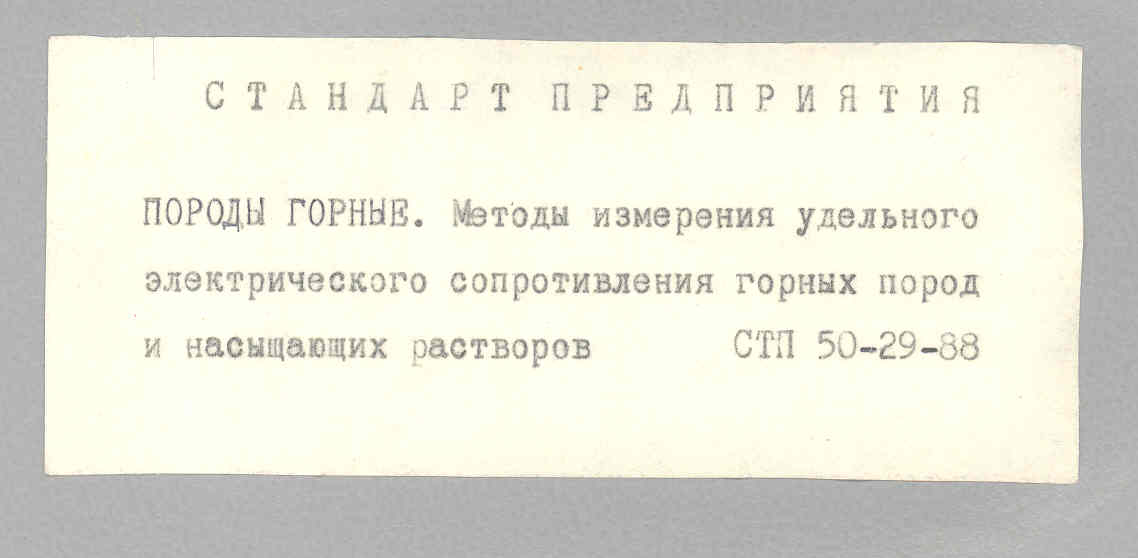 СТАНДАРТ ПРЕДПРИЯТИЯ
ПОРОДЫ ГОРНЫЕ. Методы измерения удельного
электрического сопротивления горных пород
и насыщающих растворов СТП 50-29-88